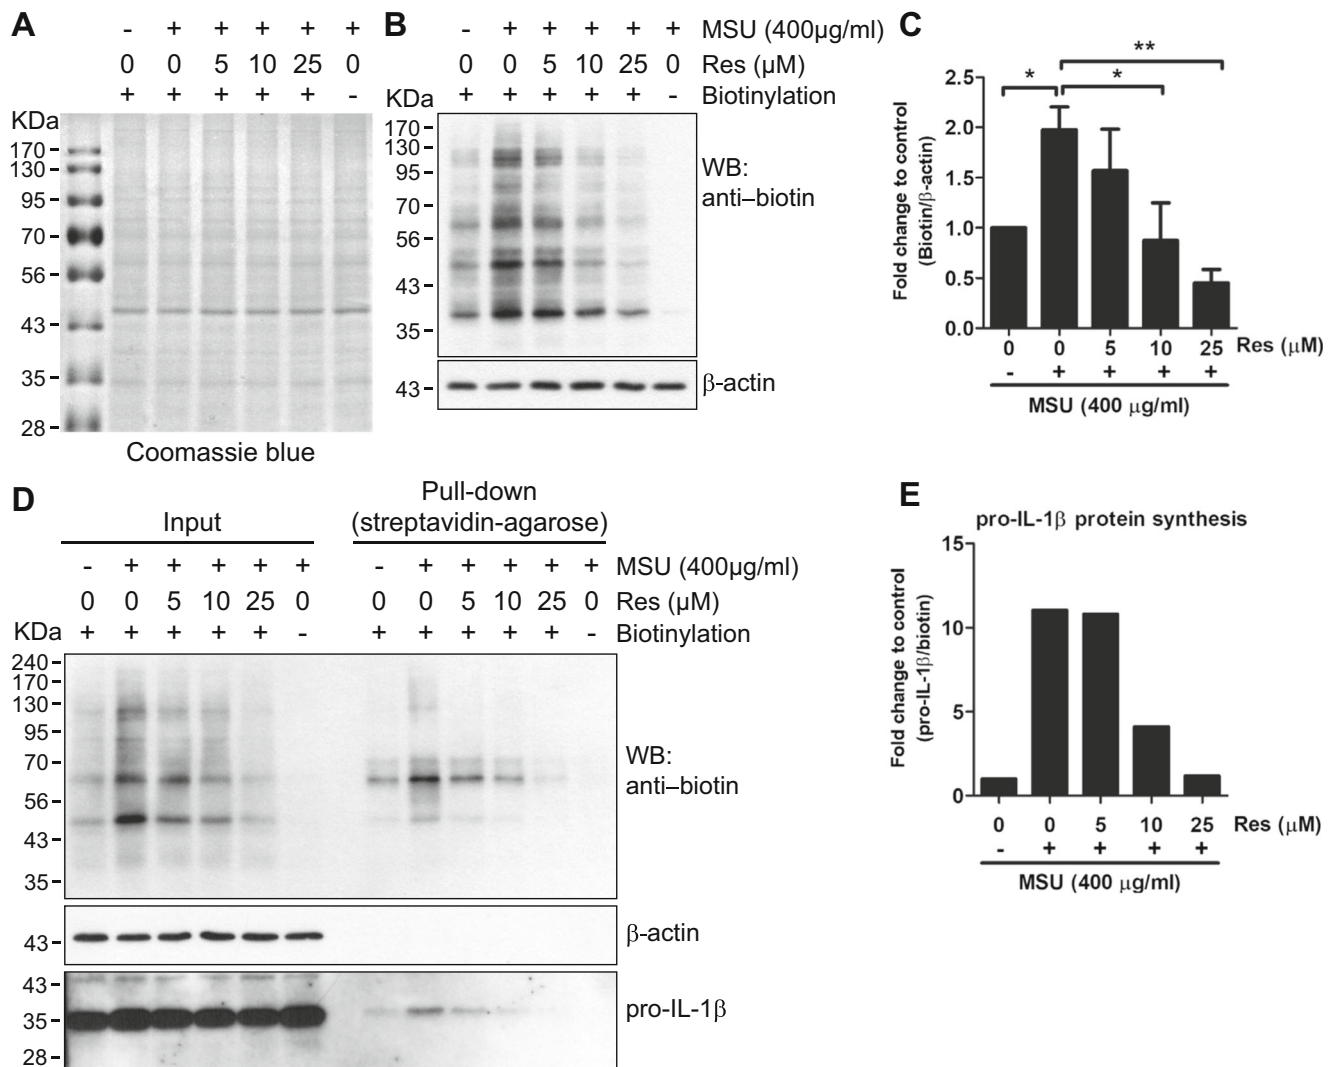 A
- + + + + +
0 0 5 10 25 0
+ + + + + -
KDa
170
130
95
70
56
43
35
28
Coomassie blue
B
- + + + + + MSU (400μg/ml)
0 0 5 10 25 0 Res (μM)
+ + + + + - Biotinylation
KDa
170
130
95
70
56
43
35
WB:
anti–biotin
43
β-actin
C
**
* *
Fold change to control
(Biotin/β-actin)
2.5
2.0
1.5
1.0
0.5
0.0
0 0 5 10 25 Res (μM)
- + + + +
MSU (400 μg/ml)
D
Input
Pull-down
(streptavidin-agarose)
- + + + + + - + + + + + MSU (400μg/ml)
0 0 5 10 25 0 0 0 5 10 25 0 Res (μM)
+ + + + + - + + + + + - Biotinylation
KDa
240
170
130
95
70
56
43
35
WB:
anti–biotin
43
β-actin
43
35
28
pro-IL-1β
E
pro-IL-1β protein synthesis
Fold change to control
(pro-IL-1β/biotin)
15
10
5
0
0 0 5 10 25 Res (μM)
- + + + +
MSU (400 μg/ml)